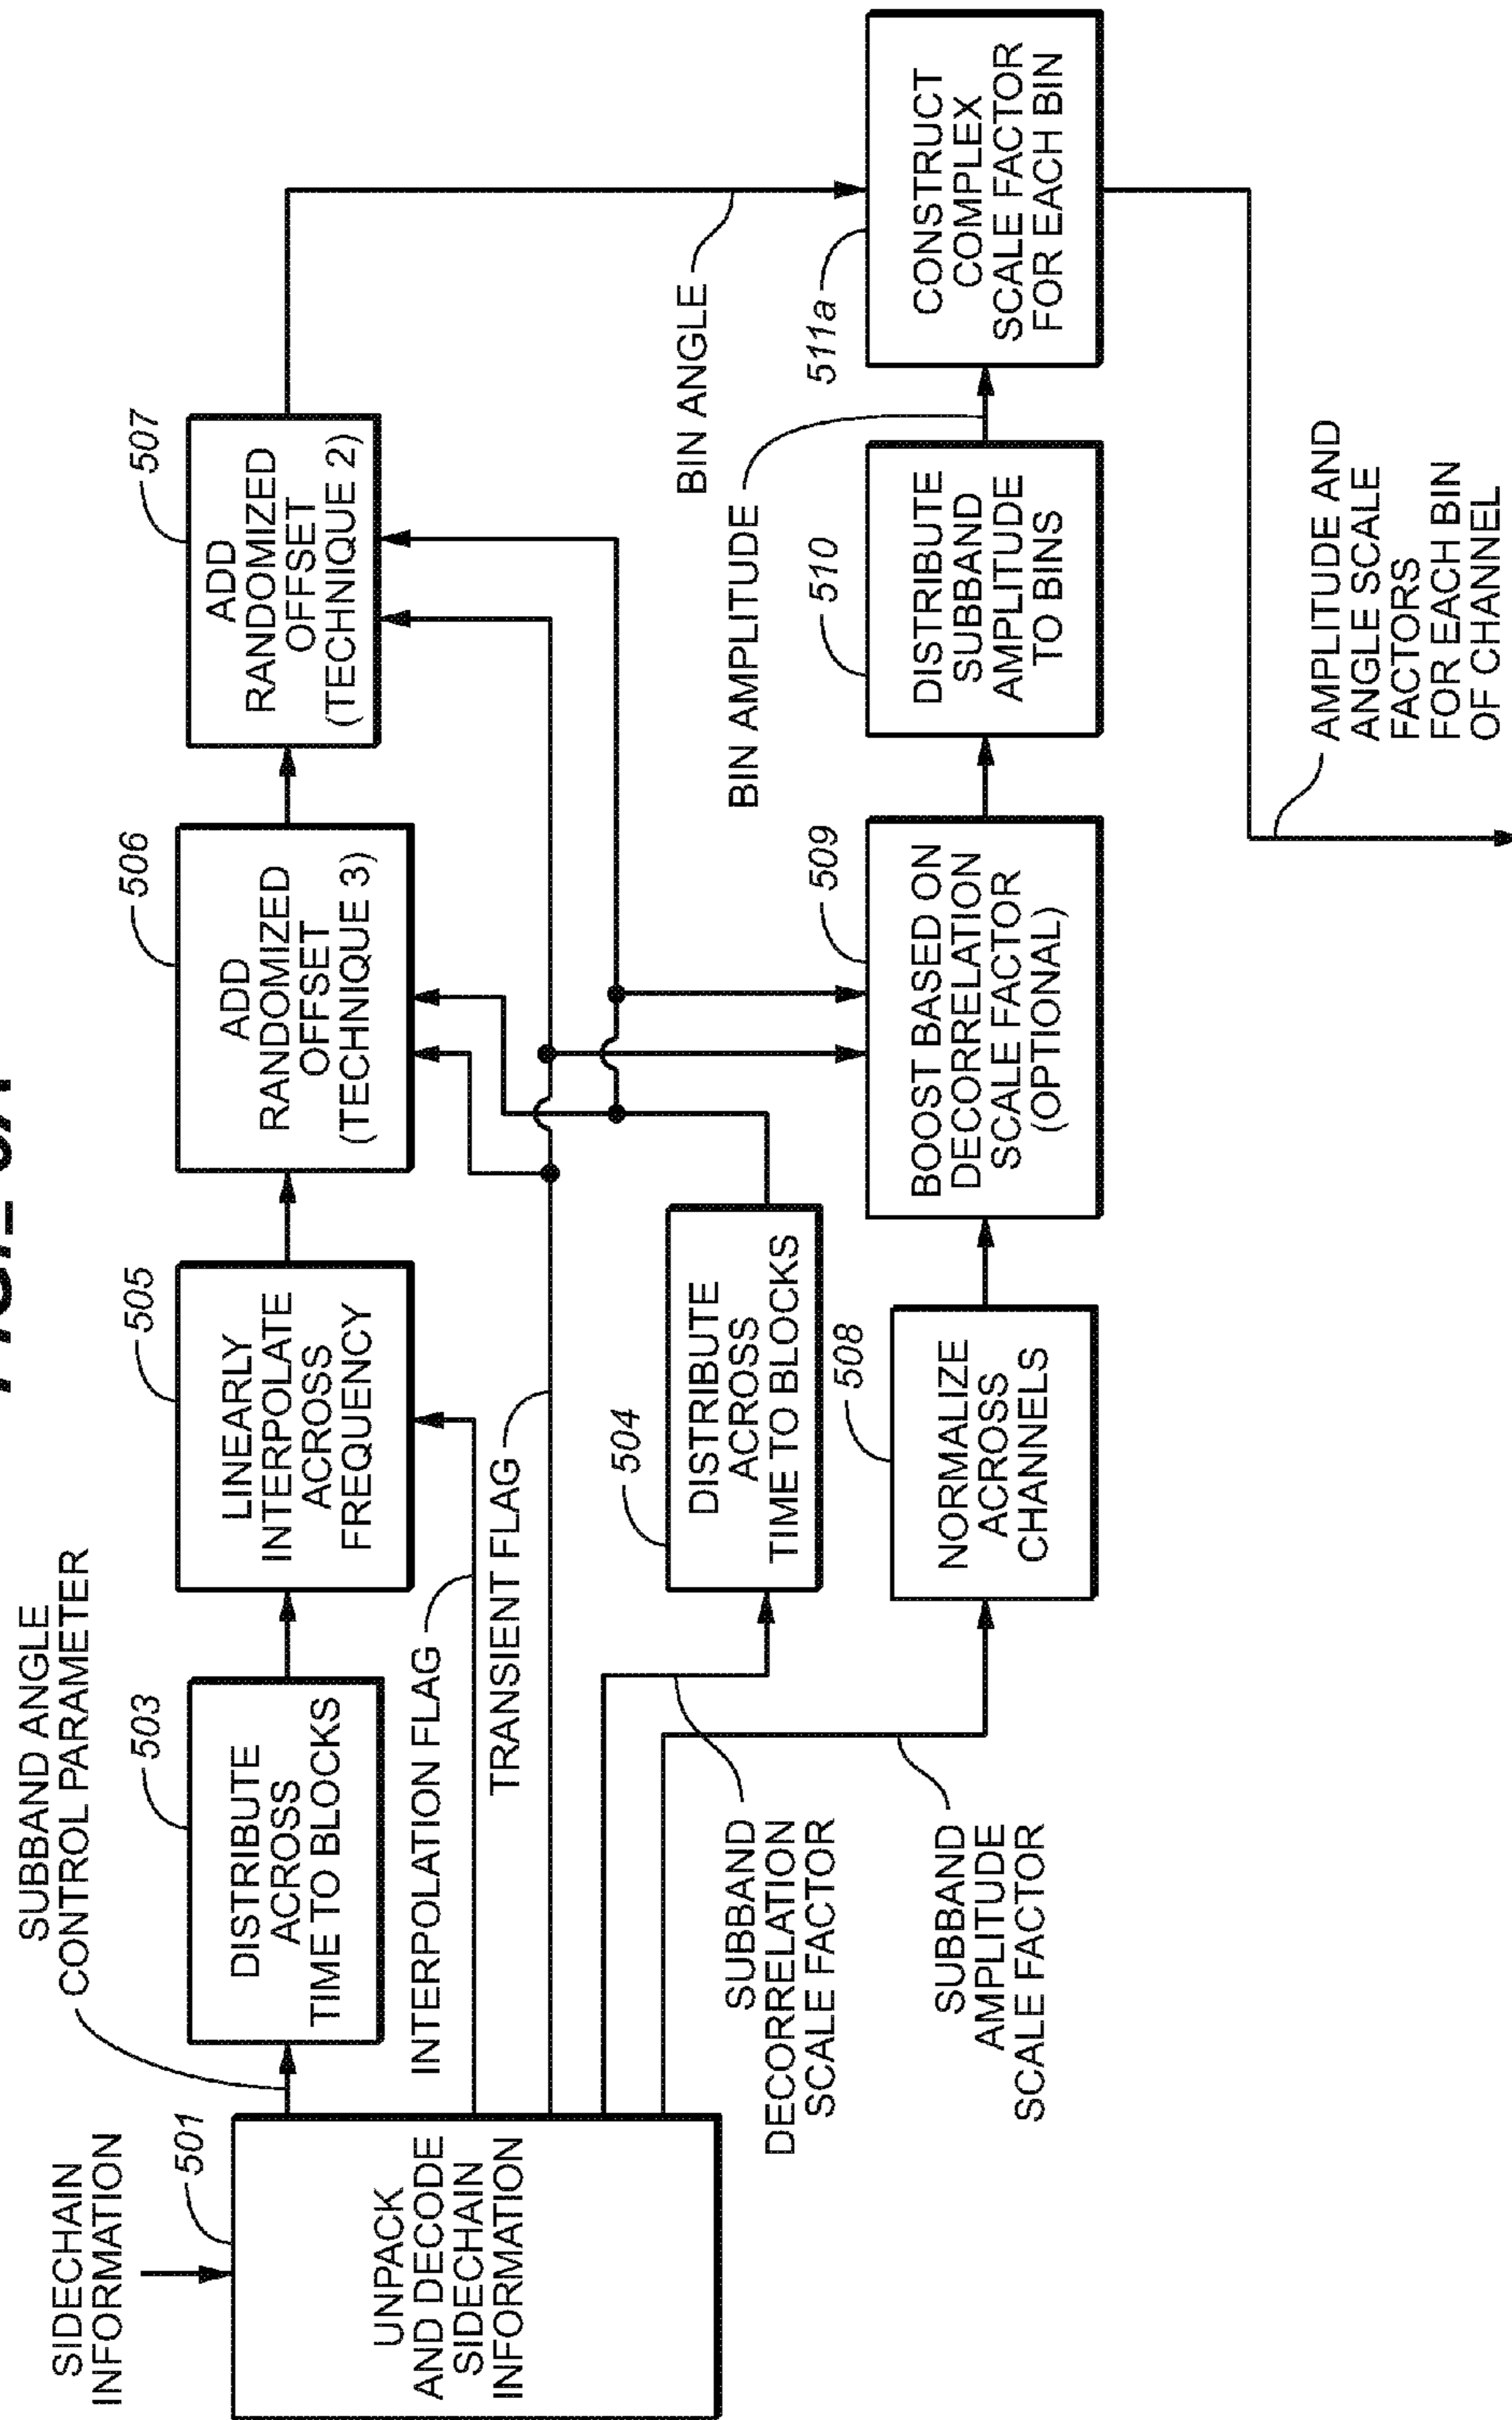 SIDECHAIN
INFORMATION
501
UNPACK
AND DECODE
SIDECHAIN
INFORMATION
SUBBAND ANGLE
CONTROL PARAMETER
503
DISTRIBUTE
ACROSS
TIME TO BLOCKS
505
LINEARLY
INTERPOLATE
ACROSS
FREQUENCY
506
ADD
RANDOMIZED
OFFSET
(TECHNIQUE 3)
507
ADD
RANDOMIZED
OFFSET
(TECHNIQUE 2)
INTERPOLATION FLAG
TRANSIENT FLAG
504
DISTRIBUTE
ACROSS
TIME TO BLOCKS
SUBBAND
DECORRELATION
SCALE FACTOR
SUBBAND
AMPLITUDE
SCALE FACTOR
508
NORMALIZE
ACROSS
CHANNELS
509
BOOST BASED ON
DECORRELATION
SCALE FACTOR
(OPTIONAL)
510
DISTRIBUTE
SUBBAND
AMPLITUDE
TO BINS
BIN AMPLITUDE
BIN ANGLE
511a
CONSTRUCT
COMPLEX
SCALE FACTOR
FOR EACH BIN
AMPLITUDE AND
ANGLE SCALE
FACTORS
FOR EACH BIN
OF CHANNEL